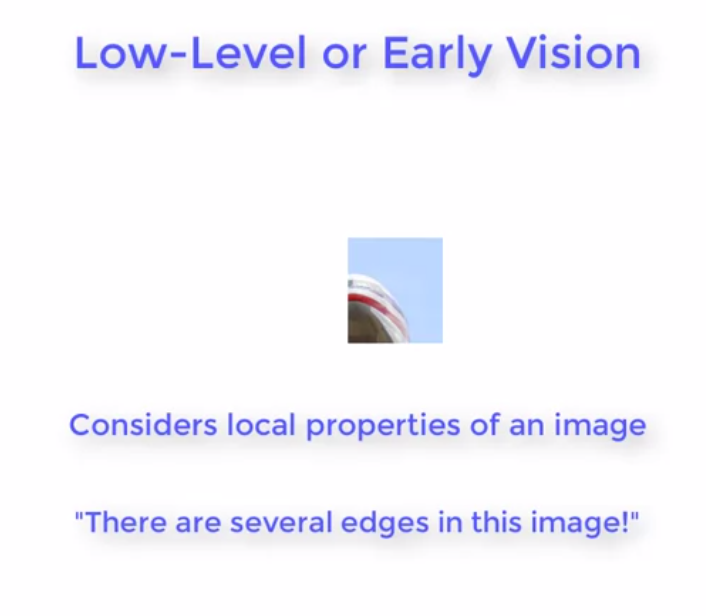 Low-Level or Early Vision
Considers local properties of an image
"There are several edges in this image!"